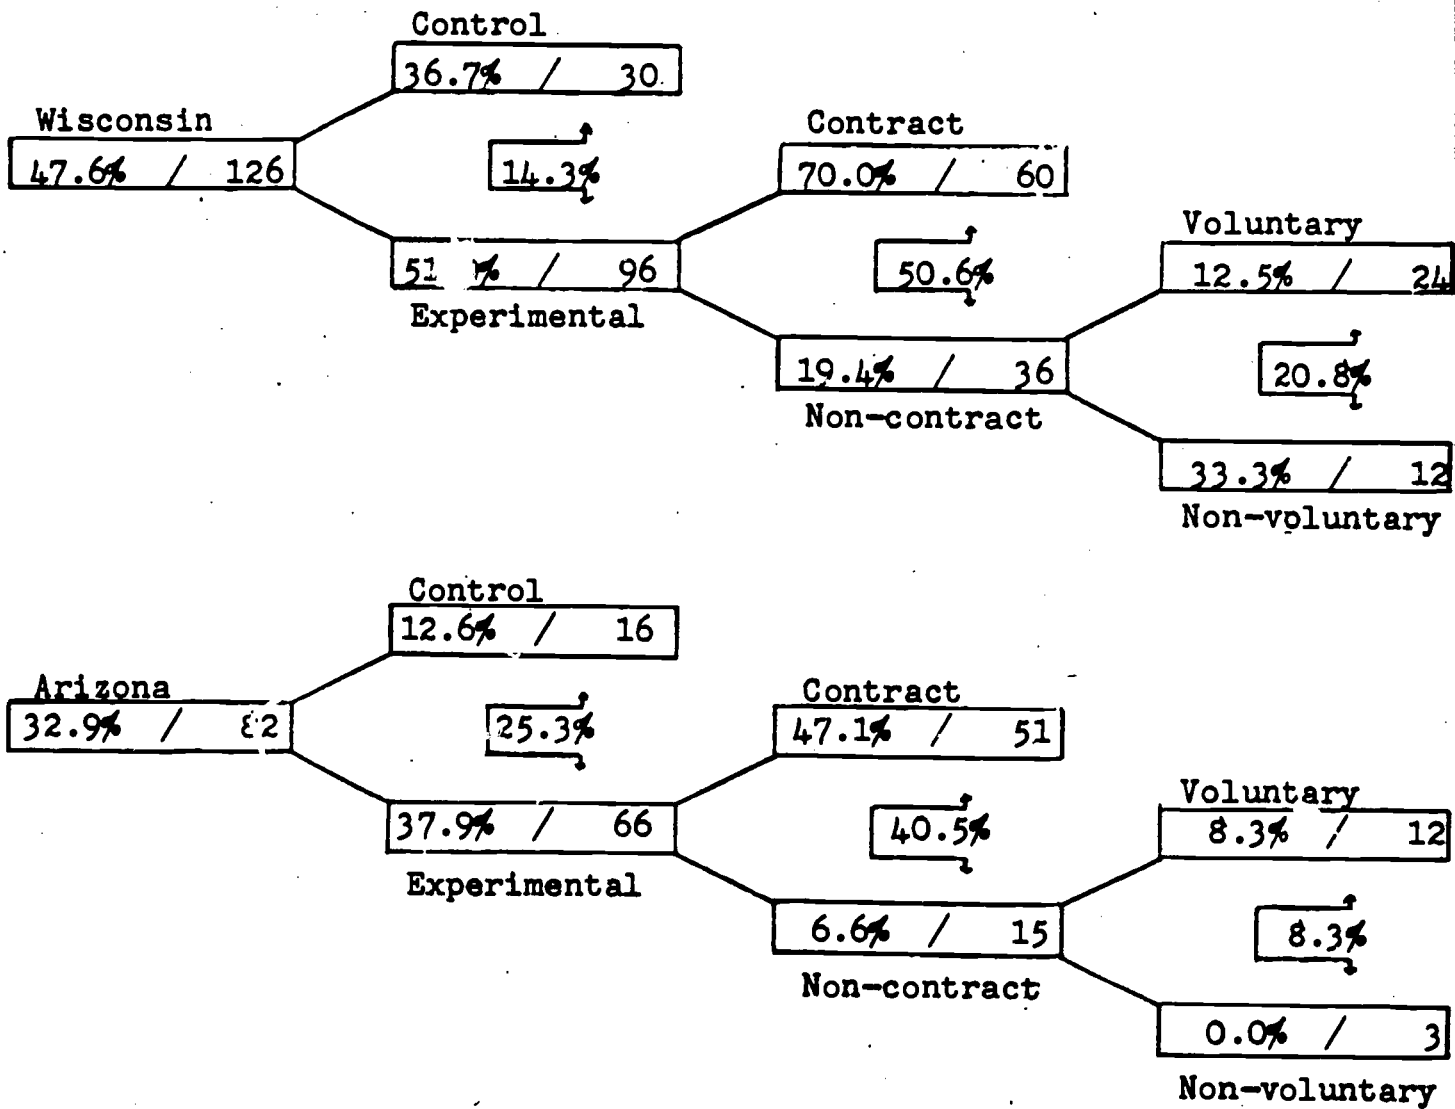 Control
36.7% / 30
Wisconsin
47.6% / 126
14.3%
Contract
70.0% / 60
51 % / 96
Experimental
50.6%
Voluntary
12.5% / 24
19.4% / 36
Non-contract
20.8%
33.3% / 12
Non-voluntary
Control
12.6% / 16
Arizona
32.9% / 82
25.3%
Contract
47.1% / 51
37.9% / 66
Experimental
40.5%
Voluntary
8.3% / 12
6.6% / 15
Non-contract
8.3%
0.0% / 3
Non-voluntary